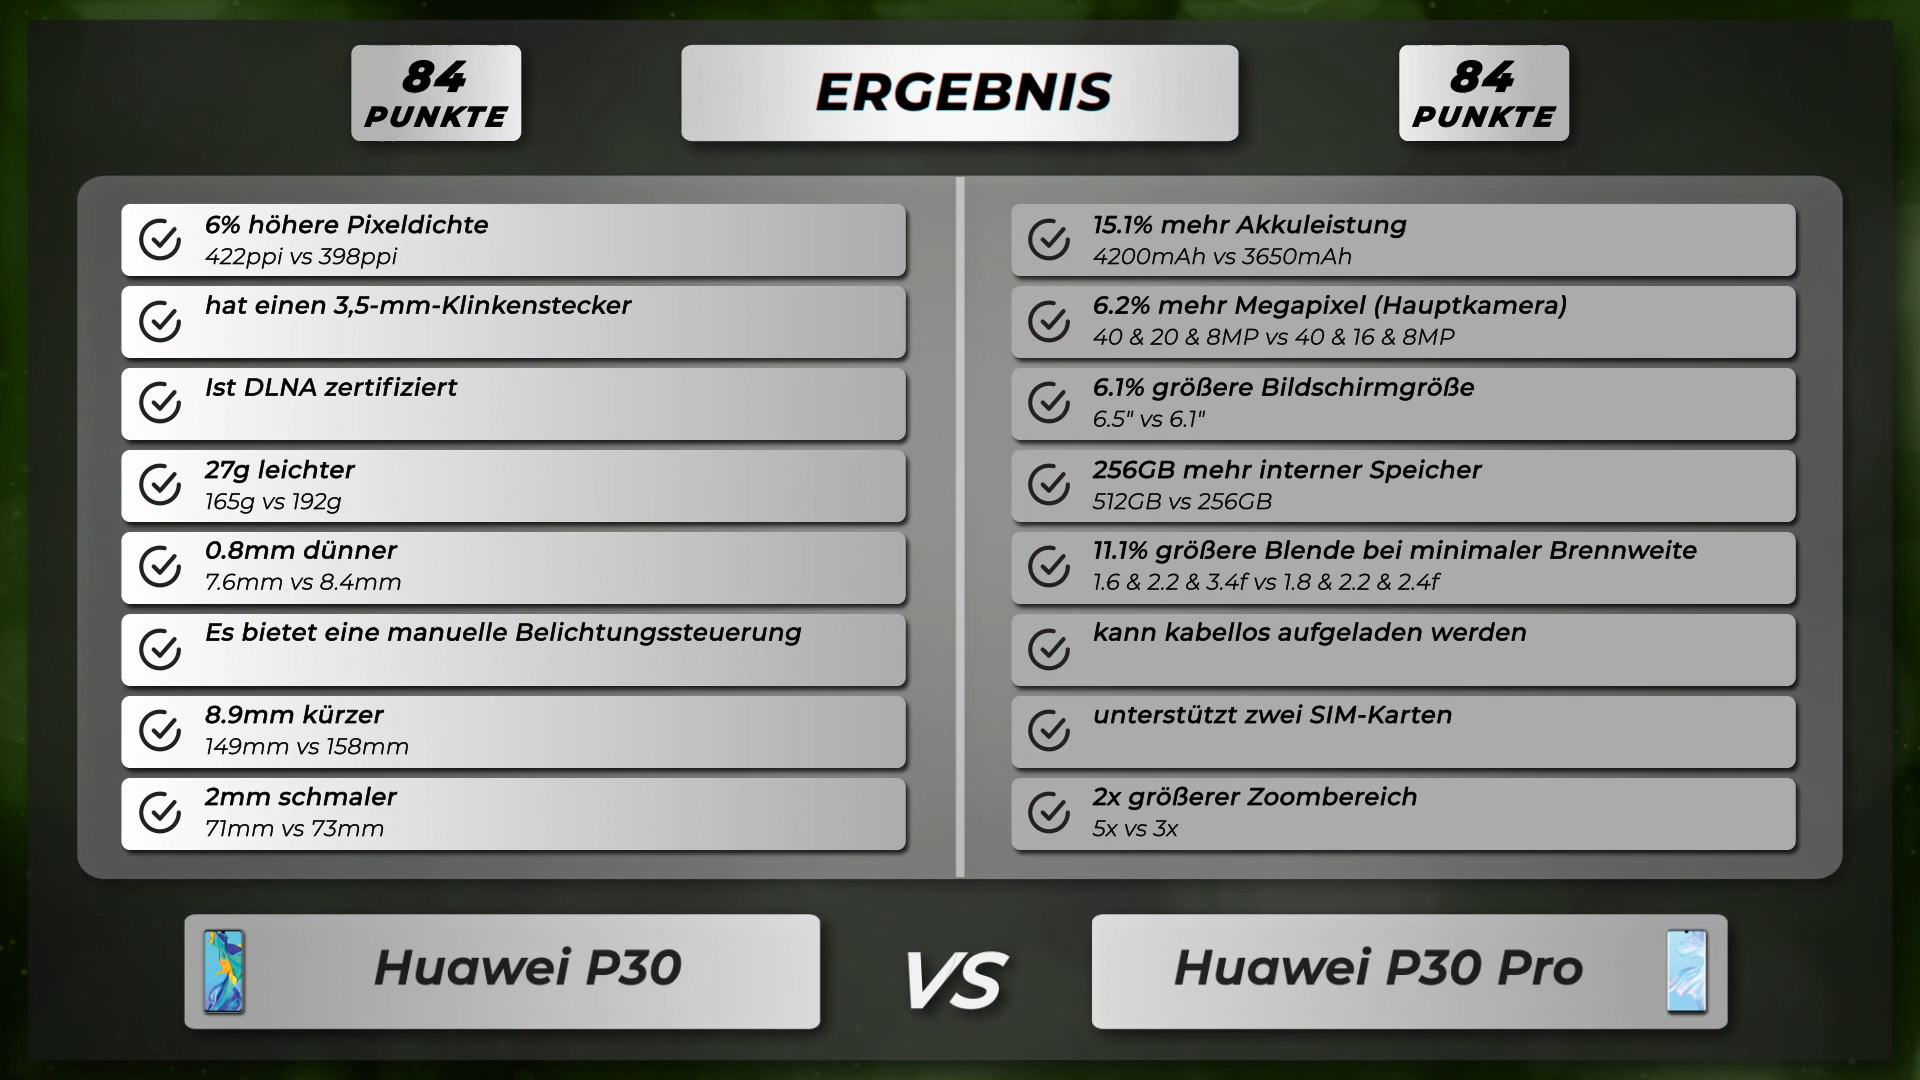 84
PUNKTE
ERGEBNIS
84
PUNKTE
6% höhere Pixeldichte
422ppi vs 398ppi
hat einen 3,5-mm-Klinkenstecker
Ist DLNA zertifiziert
27g leichter
165g vs 192g
0.8mm dünner
7.6mm vs 8.4mm
Es bietet eine manuelle Belichtungssteuerung
8.9mm kürzer
149mm vs 158mm
2mm schmaler
71mm vs 73mm
15.1% mehr Akkuleistung
4200mAh vs 3650mAh
6.2% mehr Megapixel (Hauptkamera)
40 & 20 & 8MP vs 40 & 16 & 8MP
6.1% größere Bildschirmgröße
6.5" vs 6.1"
256GB mehr interner Speicher
512GB vs 256GB
11.1% größere Blende bei minimaler Brennweite
1.6 & 2.2 & 3.4f vs 1.8 & 2.2 & 2.4f
kann kabellos aufgeladen werden
unterstützt zwei SIM-Karten
2x größerer Zoombereich
5x vs 3x
Huawei P30
VS
Huawei P30 Pro